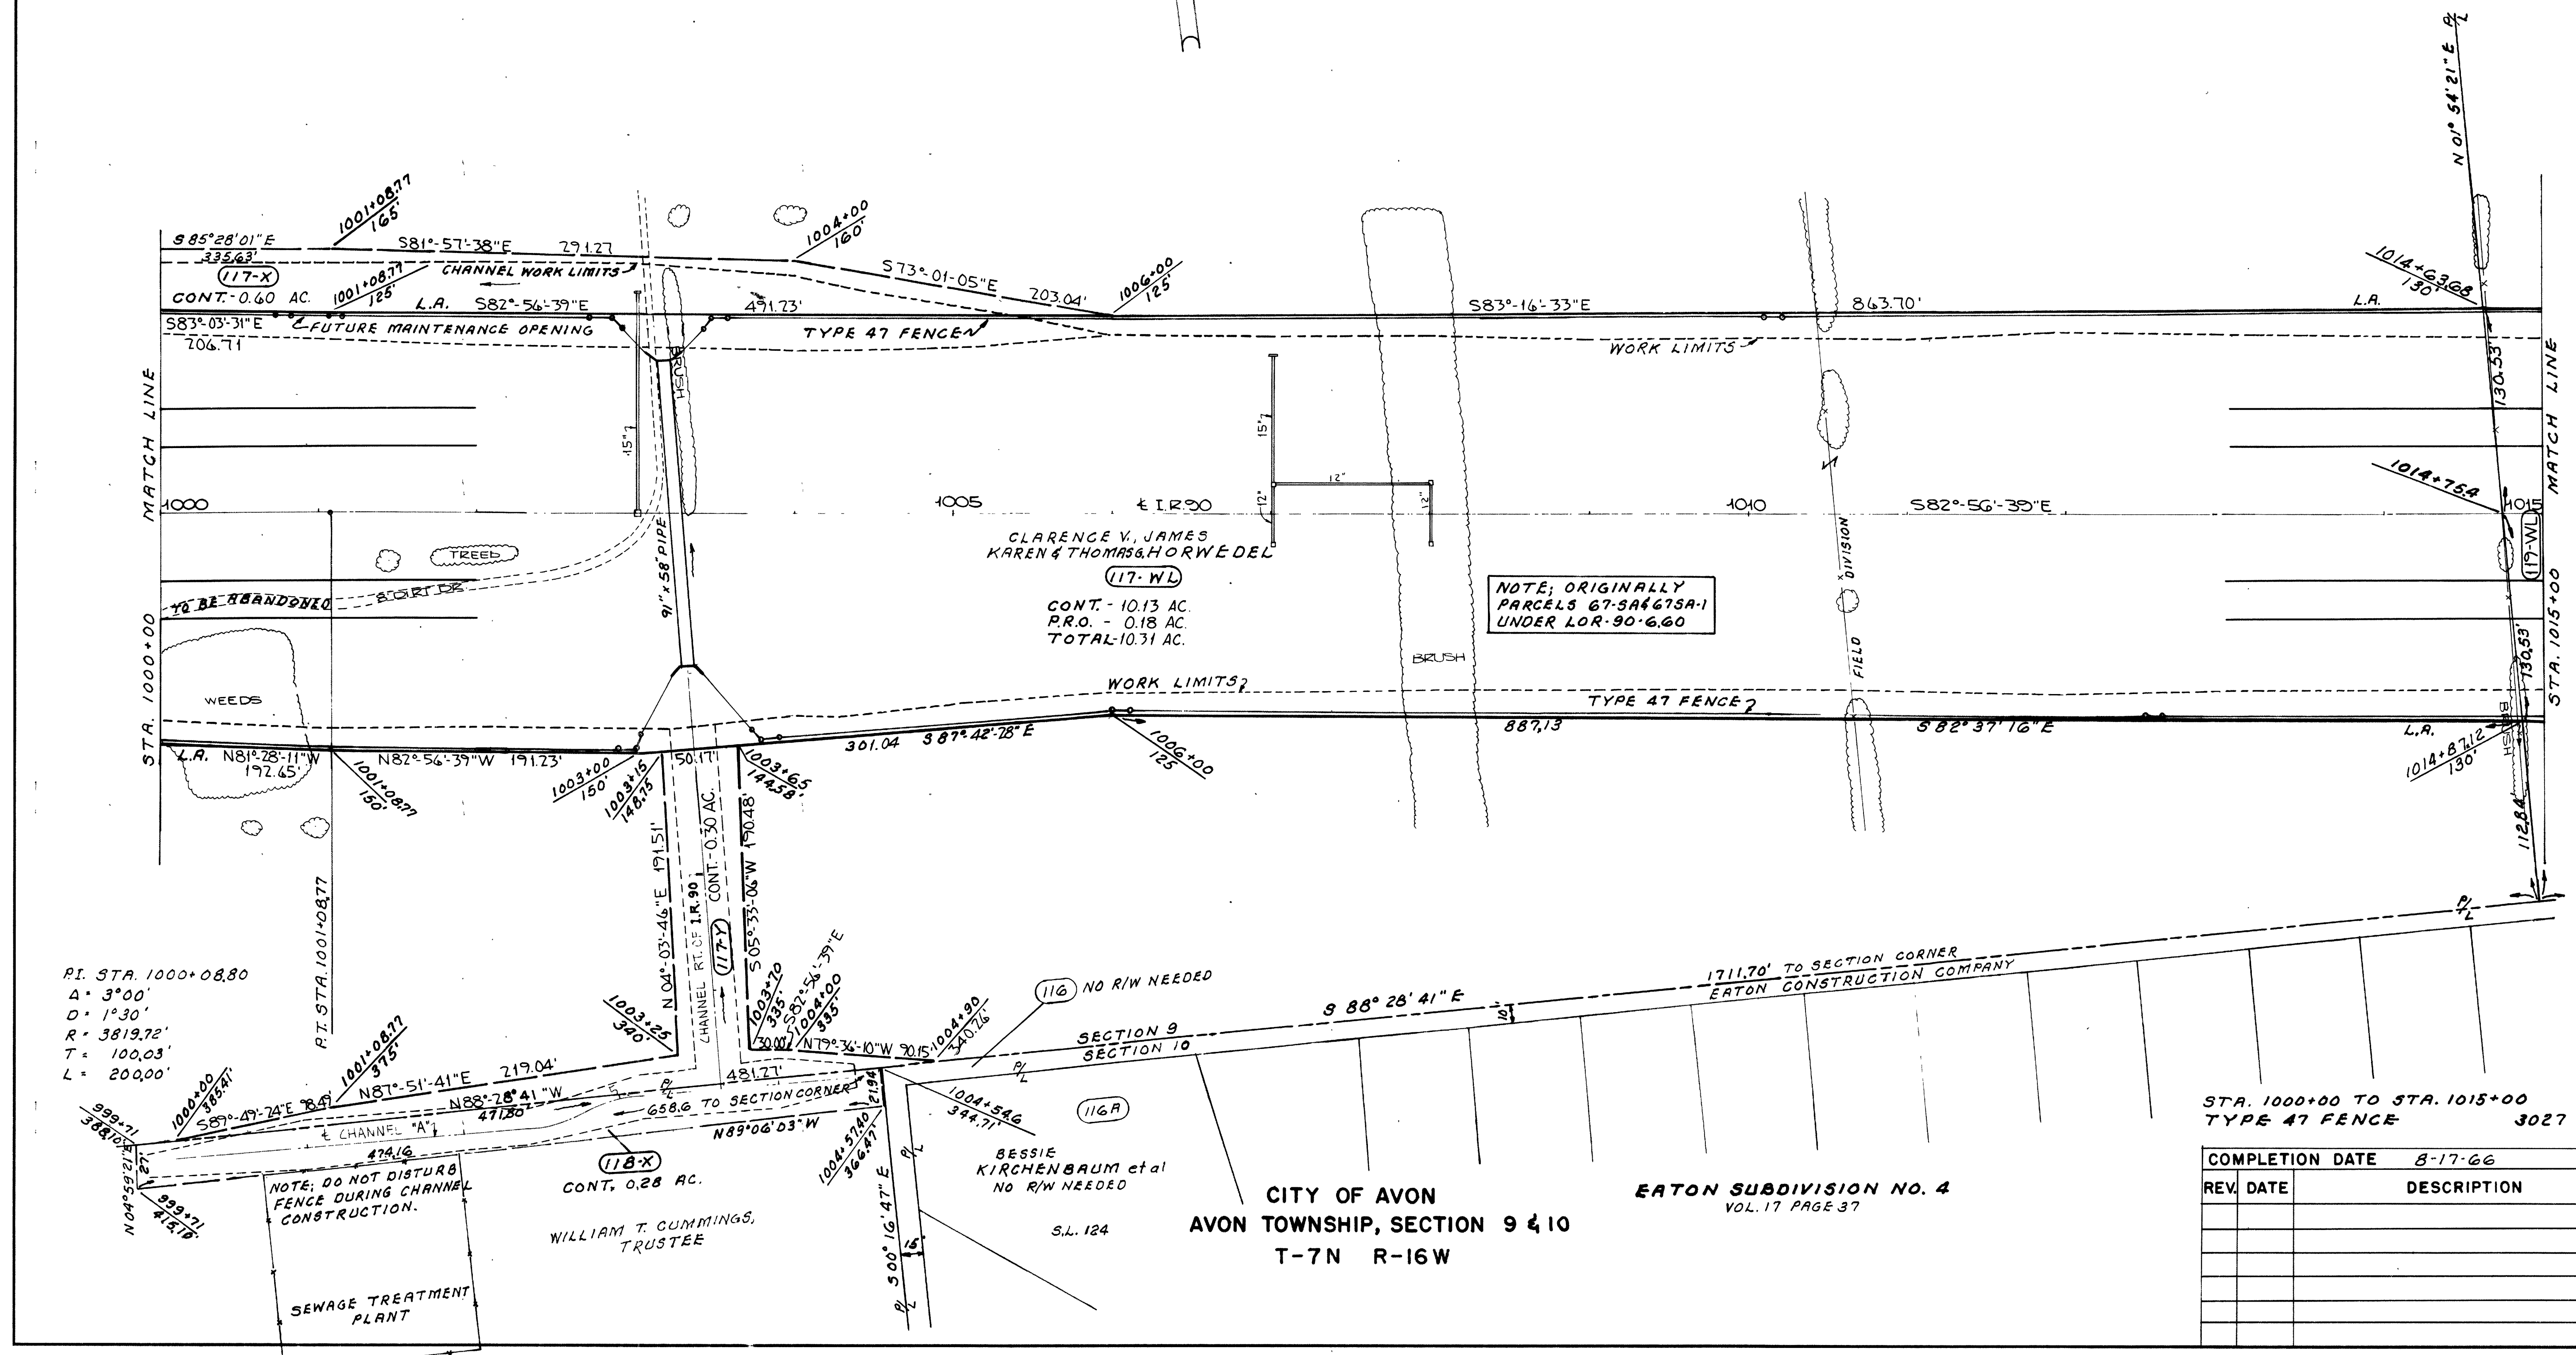 N 01° 54' 21" E P/L
1001+08.77
165'
1004+00
160'
S 85°28'01"E
335.63'
S81°-57'-38"E 291.27
S73°-01-05"E
203.04'
1006+00
125'
1014+63.68
130'
117-X
CONT.-0.60 AC.
1001+08.77
125'
CHANNEL WORK LIMITS
L.A. S82°-56'-39"E 491.23'
S83°-16'-33"E 863.70' L.A.
S83°-03'-31"E
206.71
FUTURE MAINTENANCE OPENING
TYPE 47 FENCE
WORK LIMITS
BRUSH
130.53'
MATCH LINE
STA. 1000+00
MATCH LINE
STA. 1015+00
15"
15"
12"
12"
12"
1014+75.4
1000
1005
℄ I.R.90
1010
S82°-56'-39"E
1015
119-WL
91" x 58" PIPE
TREED
TO BE ABANDONED
8' DIRT DR.
CLARENCE V., JAMES
KAREN & THOMAS G. HORWEDEL
117-WL
CONT. - 10.13 AC.
P.R.O. - 0.18 AC.
TOTAL-10.31 AC.
NOTE; ORIGINALLY
PARCELS 67-SA&67SA-1
UNDER LOR-90-6.60
FIELD DIVISION
BRUSH
130.53'
WEEDS
WORK LIMITS
TYPE 47 FENCE
L.A. N81°-28'-11"W
192.65'
N82°-56'-39"W 191.23'
50.17'
301.04 S87°-42'-28"E
887.13
S 82° 37' 16" E
L.A.
BRUSH
1001+08.77
150'
1003+00
150'
1003+15
148.75
1003+65
144.58'
1006+00
125
1014+87.12
130'
112.84'
N 04°-03'-46"E 191.51'
CHANNEL RT. OF I.R.90
117-Y CONT.-0.30 AC.
S05°-33'-06"W 190.48'
P.T. STA. 1001+08.77
P.I. STA. 1000+08.80
Δ = 3°00'
D = 1°30'
R = 3819.72'
T = 100.03'
L = 200.00'
1003+25
340'
1003+70
335'
S82°-56'-39"E
1004+00
335'
1004+90
340.26'
116 NO R/W NEEDED
30.00'
N79°-36'-10"W 90.15'
P/L
1711.70' TO SECTION CORNER
EATON CONSTRUCTION COMPANY
S 88° 28' 41" E
10'
SECTION 9
SECTION 10
P/L
1000+00
385.41'
1001+08.77
375'
N87°-51'-41"E 219.04'
S89°-49'-24"E 98.49'
N88°-28'41"W
471.80'
P/L
481.27'
658.6 TO SECTION CORNER
21.94'
999+71
388.10'
℄ CHANNEL "A"
474.16
N89°06'03"W
1004+54.6
344.71'
1004+57.40
366.47'
116A
N04°59'21"E
27'
999+71
415.10'
NOTE; DO NOT DISTURB
FENCE DURING CHANNEL
CONSTRUCTION.
118-X
CONT. 0.28 AC.
WILLIAM T. CUMMINGS,
TRUSTEE
BESSIE
KIRCHENBAUM et al
NO R/W NEEDED
S.L. 124
SEWAGE TREATMENT
PLANT
P/L S 00° 16' 47" E
P/L
15'
P/L
CITY OF AVON
AVON TOWNSHIP, SECTION 9 & 10
T-7N R-16W
EATON SUBDIVISION NO. 4
VOL. 17 PAGE 37
STA. 1000+00 TO STA. 1015+00
TYPE 47 FENCE 3027
COMPLETION DATE 8-17-66
REV. DATE DESCRIPTION